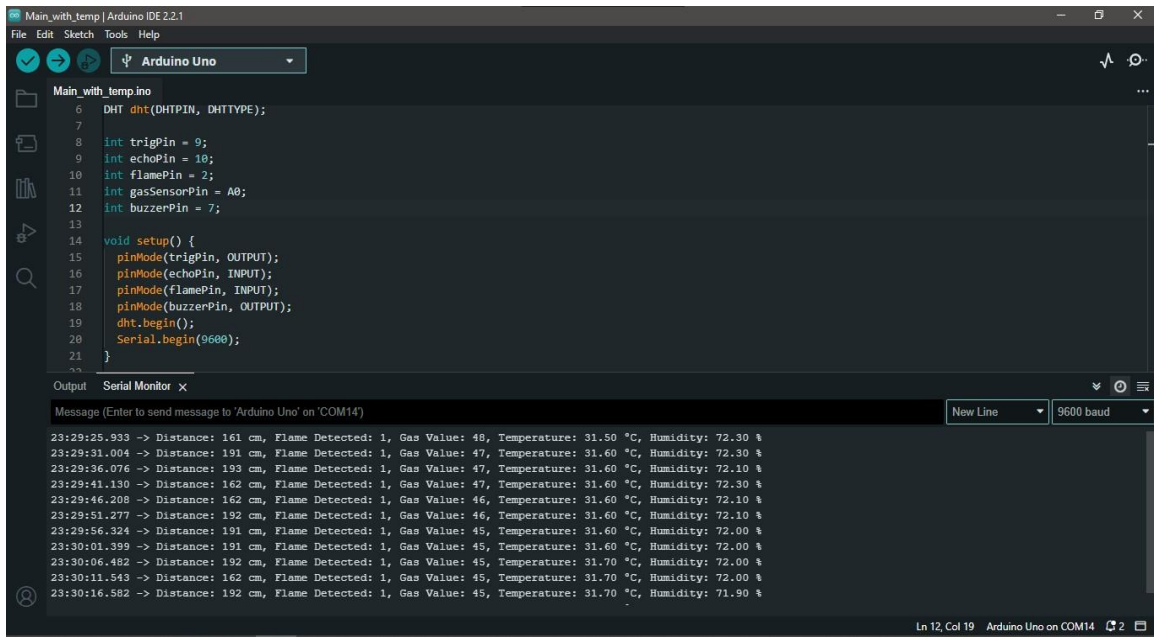 Main_with_temp | Arduino IDE 2.2.1
File Edit Sketch Tools Help
Arduino Uno
Main_with_temp.ino
6 DHT dht(DHTPIN, DHTTYPE);
7
8 int trigPin = 9;
9 int echoPin = 10;
10 int flamePin = 2;
11 int gasSensorPin = A0;
12 int buzzerPin = 7;
13
14 void setup() {
15 pinMode(trigPin, OUTPUT);
16 pinMode(echoPin, INPUT);
17 pinMode(flamePin, INPUT);
18 pinMode(buzzerPin, OUTPUT);
19 dht.begin();
20 Serial.begin(9600);
21 }
Output Serial Monitor
Message (Enter to send message to 'Arduino Uno' on 'COM14') New Line 9600 baud
23:29:25.933 -> Distance: 161 cm, Flame Detected: 1, Gas Value: 48, Temperature: 31.50 °C, Humidity: 72.30 %
23:29:31.004 -> Distance: 191 cm, Flame Detected: 1, Gas Value: 47, Temperature: 31.60 °C, Humidity: 72.30 %
23:29:36.076 -> Distance: 193 cm, Flame Detected: 1, Gas Value: 47, Temperature: 31.60 °C, Humidity: 72.10 %
23:29:41.130 -> Distance: 162 cm, Flame Detected: 1, Gas Value: 47, Temperature: 31.60 °C, Humidity: 72.30 %
23:29:46.208 -> Distance: 162 cm, Flame Detected: 1, Gas Value: 46, Temperature: 31.60 °C, Humidity: 72.10 %
23:29:51.277 -> Distance: 192 cm, Flame Detected: 1, Gas Value: 46, Temperature: 31.60 °C, Humidity: 72.10 %
23:29:56.324 -> Distance: 191 cm, Flame Detected: 1, Gas Value: 45, Temperature: 31.60 °C, Humidity: 72.00 %
23:30:01.399 -> Distance: 191 cm, Flame Detected: 1, Gas Value: 45, Temperature: 31.60 °C, Humidity: 72.00 %
23:30:06.482 -> Distance: 192 cm, Flame Detected: 1, Gas Value: 45, Temperature: 31.70 °C, Humidity: 72.00 %
23:30:11.543 -> Distance: 162 cm, Flame Detected: 1, Gas Value: 45, Temperature: 31.70 °C, Humidity: 72.00 %
23:30:16.582 -> Distance: 192 cm, Flame Detected: 1, Gas Value: 45, Temperature: 31.70 °C, Humidity: 71.90 %
Ln 12, Col 19 Arduino Uno on COM14 2